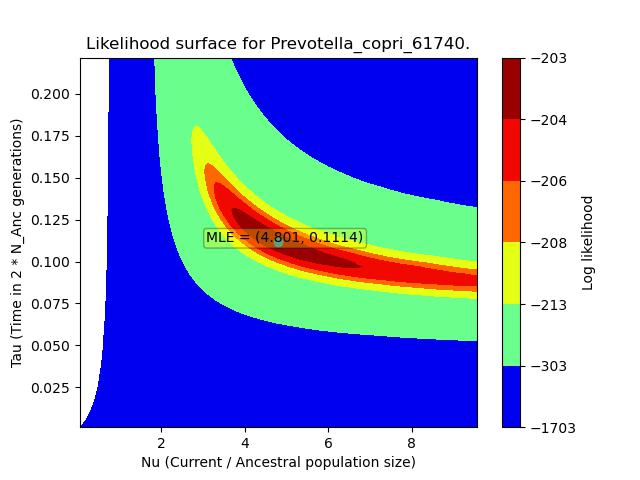 Likelihood surface for Prevotella_copri_61740.
0.200
0.175
0.150
0.125
0.100
0.075
0.050
0.025
Tau (Time in 2 * N_Anc generations)
MLE = (4.801, 0.1114)
2 4 6 8
Nu (Current / Ancestral population size)
−203
−204
−206
−208
−213
−303
−1703
Log likelihood